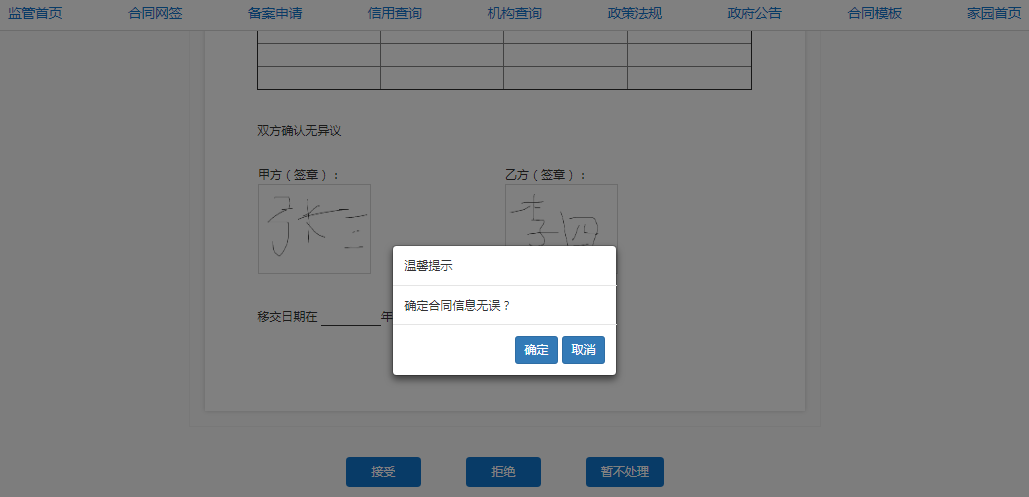 监管首页 合同网签 备案申请 信用查询 机构查询 政策法规 政府公告 合同模板 家园首页
双方确认无异议
甲方（签章）： 乙方（签章）：
张三 李四
温馨提示
确定合同信息无误？
移交日期在 年
确定 取消
接受 拒绝 暂不处理